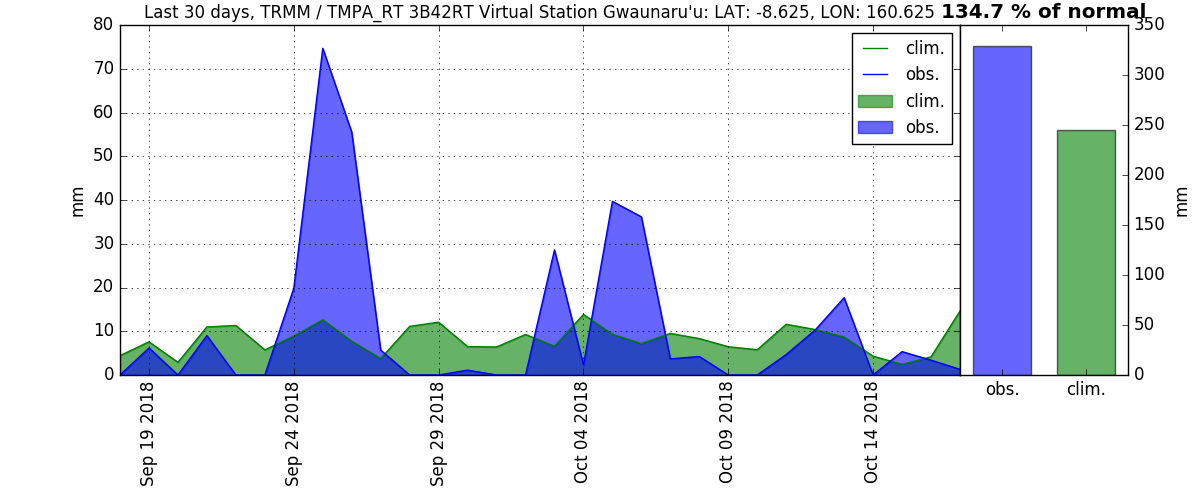 Last 30 days, TRMM / TMPA_RT 3B42RT Virtual Station Gwaunaru'u: LAT: -8.625, LON: 160.625 134.7 % of normal
80
70
60
50
40
30
20
10
0
mm
clim.
obs.
clim.
obs.
Sep 19 2018
Sep 24 2018
Sep 29 2018
Oct 04 2018
Oct 09 2018
Oct 14 2018
350
300
250
200
150
100
50
0
mm
obs. clim.